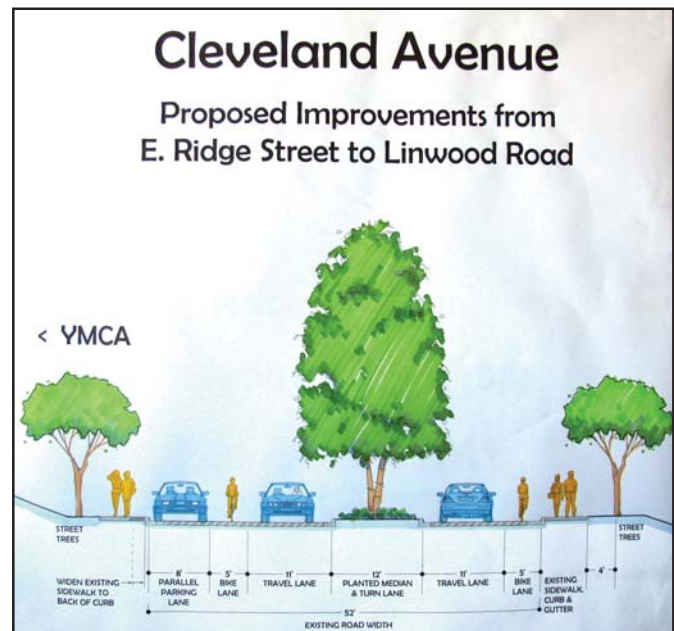 Cleveland Avenue
Proposed Improvements from
E. Ridge Street to Linwood Road
< YMCA
STREET
TREES
STREET
TREES
WIDEN EXISTING
SIDEWALK TO
BACK OF CURB
8'
PARALLEL
PARKING
LANE
5'
BIKE
LANE
11'
TRAVEL LANE
12'
PLANTED MEDIAN
& TURN LANE
11'
TRAVEL LANE
5'
BIKE
LANE
EXISTING
SIDEWALK,
CURB &
GUTTER
4'
52'
EXISTING ROAD WIDTH